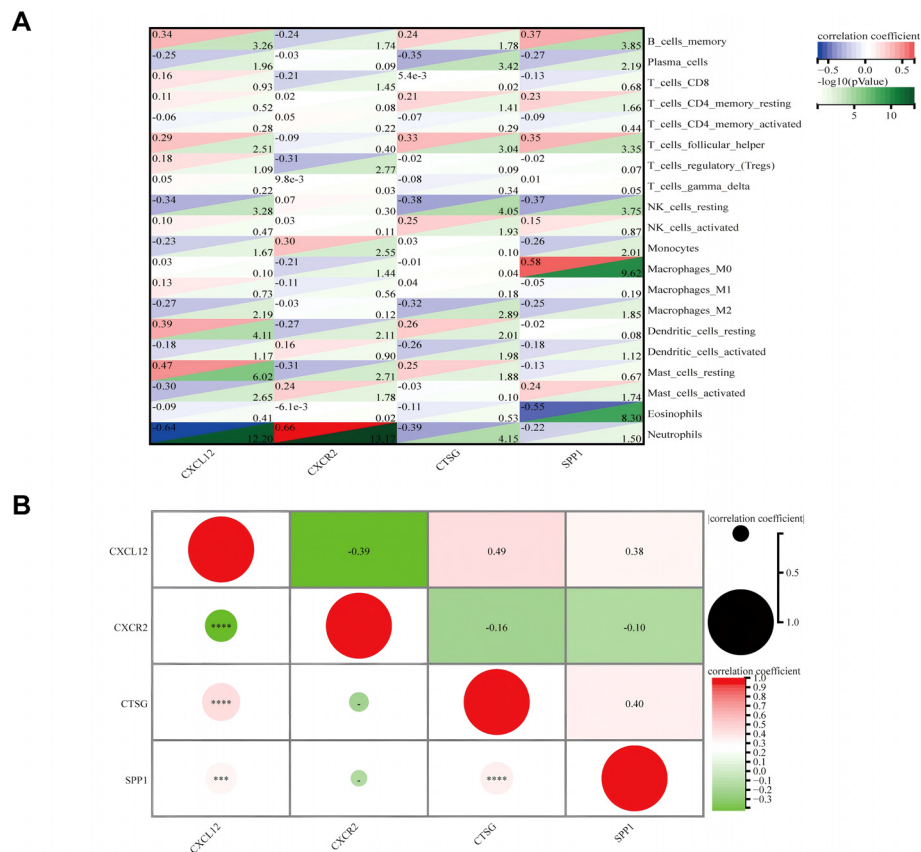 A
0.34 3.26 -0.24 1.74 0.24 1.78 0.37 3.85 B_cells_memory
-0.25 1.96 -0.03 0.09 -0.35 3.42 -0.27 2.19 Plasma_cells
0.16 0.93 -0.21 1.45 5.4e-3 0.02 -0.13 0.68 T_cells_CD8
0.11 0.52 0.02 0.08 0.21 1.41 0.23 1.66 T_cells_CD4_memory_resting
-0.06 0.28 0.05 0.22 -0.07 0.29 -0.09 0.44 T_cells_CD4_memory_activated
0.29 2.51 -0.09 0.40 0.33 3.04 0.35 3.35 T_cells_follicular_helper
0.18 1.09 -0.31 2.77 -0.02 0.09 -0.02 0.07 T_cells_regulatory_(Tregs)
0.05 0.22 9.8e-3 0.03 -0.08 0.34 0.01 0.05 T_cells_gamma_delta
-0.34 3.28 0.07 0.30 -0.38 4.05 -0.37 3.75 NK_cells_resting
0.10 0.47 0.03 0.11 0.25 1.93 0.15 0.87 NK_cells_activated
-0.23 1.67 0.30 2.55 0.03 0.10 -0.26 2.01 Monocytes
0.03 0.10 -0.21 1.44 -0.01 0.04 0.58 9.62 Macrophages_M0
0.13 0.73 -0.11 0.56 0.04 0.18 -0.05 0.19 Macrophages_M1
-0.27 2.19 -0.03 0.12 -0.32 2.89 -0.25 1.85 Macrophages_M2
0.39 4.11 -0.27 2.11 0.26 2.01 -0.02 0.08 Dendritic_cells_resting
-0.18 1.17 0.16 0.90 -0.26 1.98 -0.18 1.12 Dendritic_cells_activated
0.47 6.02 -0.31 2.71 0.25 1.88 -0.13 0.67 Mast_cells_resting
-0.30 2.65 0.24 1.78 -0.03 0.10 0.24 1.74 Mast_cells_activated
-0.09 0.41 -6.1e-3 0.02 -0.11 0.53 -0.55 8.30 Eosinophils
-0.64 12.20 0.66 -0.39 4.15 -0.22 1.50 Neutrophils
CXCL12 CXCR2 CTSG SPP1
correlation coefficient
-0.5 0.0 0.5
-log10(pValue)
5 10
B
CXCL12 -0.39 0.49 0.38
CXCR2 **** -0.16 -0.10
CTSG **** - 0.40
SPP1 *** - ****
CXCL12 CXCR2 CTSG SPP1
|correlation coefficient|
0.5
1.0
correlation coefficient
1.0
0.9
0.8
0.7
0.6
0.5
0.4
0.3
0.2
0.1
0.0
-0.1
-0.2
-0.3